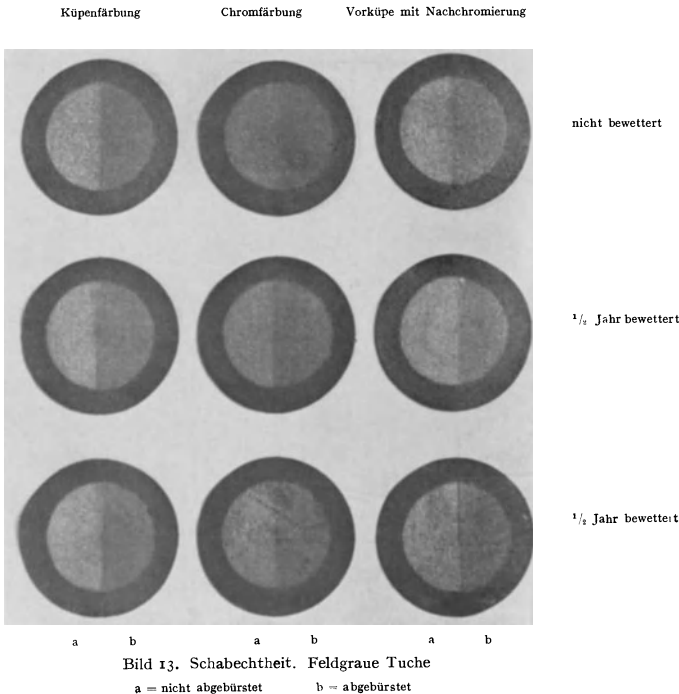 Küpenfärbung Chromfärbung Vorküpe mit Nachchromierung
nicht bewettert
1/2 Jahr bewettert
1/2 Jahr bewettert
a b a b a b
Bild 13. Schabechtheit. Feldgraue Tuche
a = nicht abgebürstet b = abgebürstet